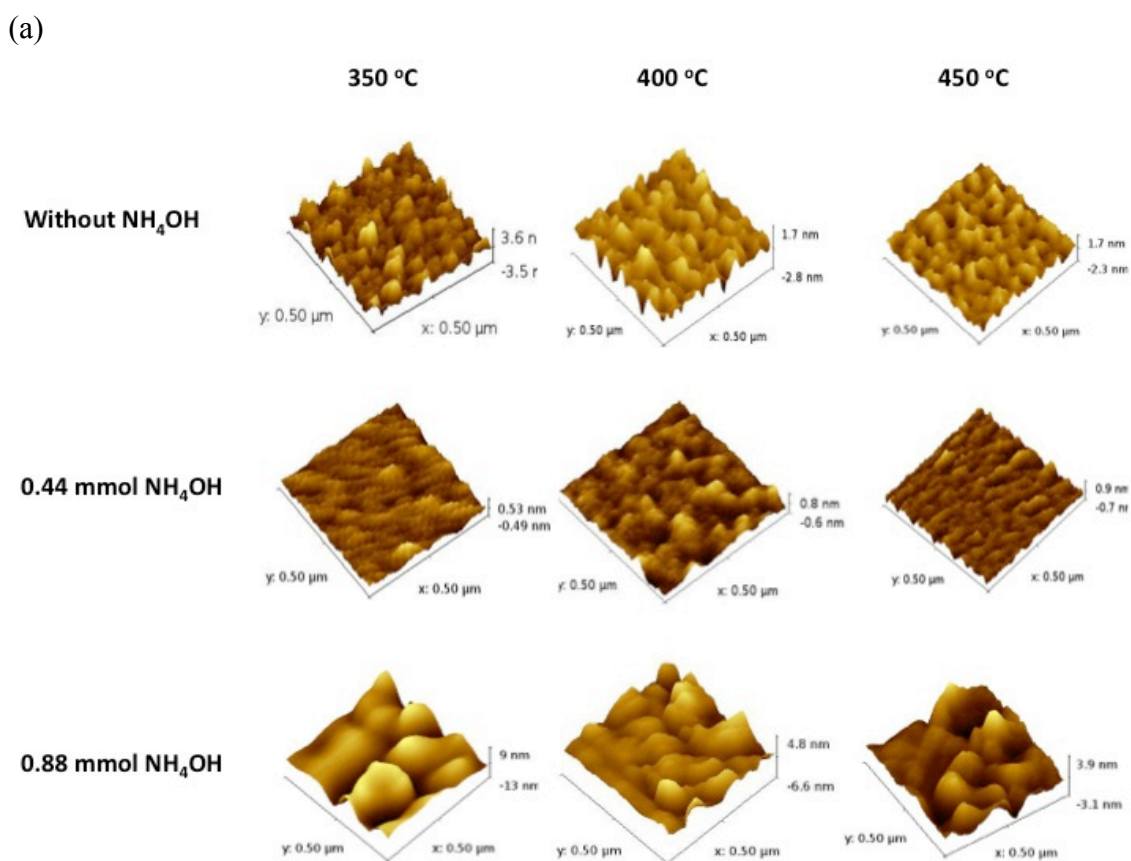 (a)
350 °C 400 °C 450 °C
Without NH₄OH
3.6 n
-3.5 r
y: 0.50 µm
x: 0.50 µm
1.7 nm
-2.8 nm
y: 0.50 µm
x: 0.50 µm
1.7 nm
-2.3 nm
y: 0.50 µm
x: 0.50 µm
0.44 mmol NH₄OH
0.53 nm
-0.49 nm
y: 0.50 µm
x: 0.50 µm
0.8 nm
-0.6 nm
y: 0.50 µm
x: 0.50 µm
0.9 nm
-0.7 nr
y: 0.50 µm
x: 0.50 µm
0.88 mmol NH₄OH
9 nm
-13 nm
y: 0.50 µm
x: 0.50 µm
4.8 nm
-6.6 nm
y: 0.50 µm
x: 0.50 µm
3.9 nm
-3.1 nm
y: 0.50 µm
x: 0.50 µm